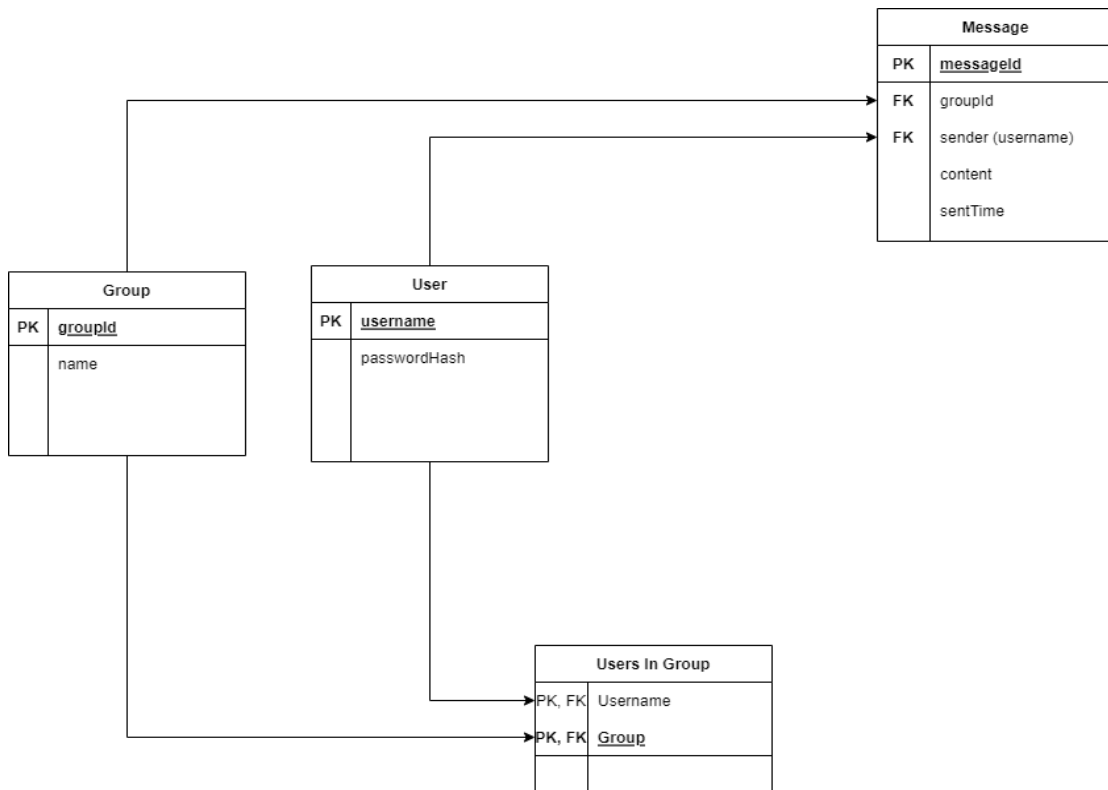 Message
PK messageId
FK groupId
FK sender (username)
content
sentTime
Group
PK groupId
name
User
PK username
passwordHash
Users In Group
PK, FK Username
PK, FK Group